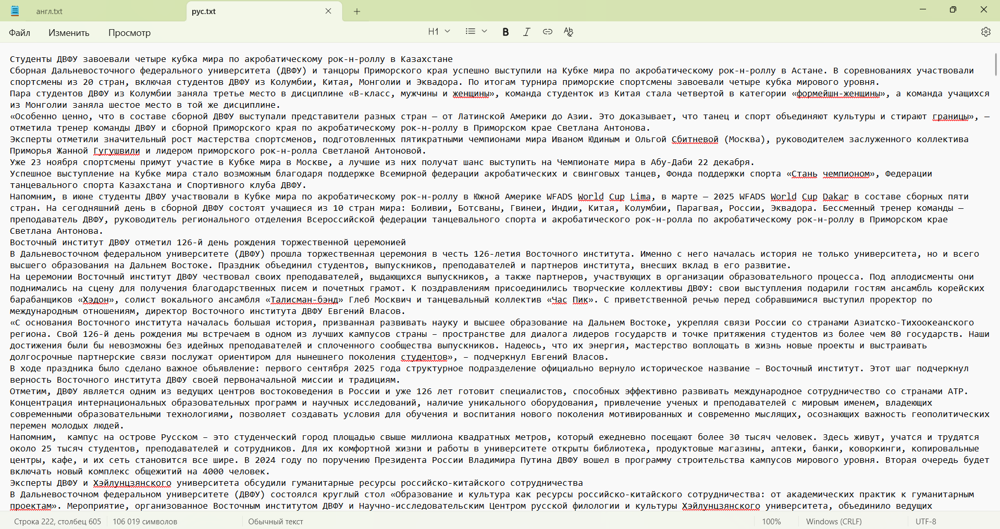 англ.txt
рус.txt
Файл Изменить Просмотр H1 B I
Студенты ДВФУ завоевали четыре кубка мира по акробатическому рок-н-роллу в Казахстане
Сборная Дальневосточного федерального университета (ДВФУ) и танцоры Приморского края успешно выступили на Кубке мира по акробатическому рок-н-роллу в Астане. В соревнованиях участвовали
спортсмены из 20 стран, включая студентов ДВФУ из Колумбии, Китая, Монголии и Эквадора. По итогам турнира приморские спортсмены завоевали четыре кубка мирового уровня.
Пара студентов ДВФУ из Колумбии заняла третье место в дисциплине «В-класс, мужчины и женщины», команда студенток из Китая стала четвертой в категории «формейшн-женщины», а команда учащихся
из Монголии заняла шестое место в той же дисциплине.
«Особенно ценно, что в составе сборной ДВФУ выступали представители разных стран — от Латинской Америки до Азии. Это доказывает, что танец и спорт объединяют культуры и стирают границы», —
отметила тренер команды ДВФУ и сборной Приморского края по акробатическому рок-н-роллу в Приморском крае Светлана Антонова.
Эксперты отметили значительный рост мастерства спортсменов, подготовленных пятикратными чемпионами мира Иваном Юдиным и Ольгой Сбитневой (Москва), руководителем заслуженного коллектива
Приморья Жанной Гугушвили и лидером приморского рок-н-ролла Светланой Антоновой.
Уже 23 ноября спортсмены примут участие в Кубке мира в Москве, а лучшие из них получат шанс выступить на Чемпионате мира в Абу-Даби 22 декабря.
Успешное выступление на Кубке мира стало возможным благодаря поддержке Всемирной федерации акробатических и свинговых танцев, Фонда поддержки спорта «Стань чемпионом», Федерации
танцевального спорта Казахстана и Спортивного клуба ДВФУ.
Напомним, в июне студенты ДВФУ участвовали в Кубке мира по акробатическому рок-н-роллу в Южной Америке WFADS World Cup Lima, в марте — 2025 WFADS World Cup Dakar в составе сборных пяти
стран. На сегодняшний день в сборной ДВФУ состоят учащиеся из 10 стран мира: Боливии, Ботсваны, Гвинеи, Индии, Китая, Колумбии, Парагвая, России, Эквадора. Бессменный тренер команды —
преподаватель ДВФУ, руководитель регионального отделения Всероссийской федерации танцевального спорта и акробатического рок-н-ролла по акробатическому рок-н-роллу в Приморском крае
Светлана Антонова.
Восточный институт ДВФУ отметил 126-й день рождения торжественной церемонией
В Дальневосточном федеральном университете (ДВФУ) прошла торжественная церемония в честь 126-летия Восточного института. Именно с него началась история не только университета, но и всего
высшего образования на Дальнем Востоке. Праздник объединил студентов, выпускников, преподавателей и партнеров института, внесших вклад в его развитие.
На церемонии Восточный институт ДВФУ чествовал своих преподавателей, выдающихся выпускников, а также партнеров, участвующих в организации образовательного процесса. Под аплодисменты они
поднимались на сцену для получения благодарственных писем и почетных грамот. К поздравлениям присоединились творческие коллективы ДВФУ: свои выступления подарили гостям ансамбль корейских
барабанщиков «Хэдон», солист вокального ансамбля «Талисман-бэнд» Глеб Москвич и танцевальный коллектив «Час Пик». С приветственной речью перед собравшимися выступил проректор по
международным отношениям, директор Восточного института ДВФУ Евгений Власов.
«С основания Восточного института началась большая история, призванная развивать науку и высшее образование на Дальнем Востоке, укрепляя связи России со странами Азиатско-Тихоокеанского
региона. Свой 126-й день рождения мы встречаем в одном из лучших кампусов страны – пространстве для диалога лидеров государств и точке притяжения студентов из более чем 80 государств. Наши
достижения были бы невозможны без идейных преподавателей и сплоченного сообщества выпускников. Надеюсь, что их энергия, мастерство воплощать в жизнь новые проекты и выстраивать
долгосрочные партнерские связи послужат ориентиром для нынешнего поколения студентов», – подчеркнул Евгений Власов.
В ходе праздника было сделано важное объявление: первого сентября 2025 года структурное подразделение официально вернуло историческое название – Восточный институт. Этот шаг подчеркнул
верность Восточного института ДВФУ своей первоначальной миссии и традициям.
Отметим, ДВФУ является одним из ведущих центров востоковедения в России и уже 126 лет готовит специалистов, способных эффективно развивать международное сотрудничество со странами АТР.
Концентрация интернациональных образовательных программ и научных исследований, наличие уникального оборудования, привлечение ученых и преподавателей с мировым именем, владеющих
современными образовательными технологиями, позволяет создавать условия для обучения и воспитания нового поколения мотивированных и современно мыслящих, осознающих важность геополитических
перемен молодых людей.
Напомним,  кампус на острове Русском – это студенческий город площадью свыше миллиона квадратных метров, который ежедневно посещают более 30 тысяч человек. Здесь живут, учатся и трудятся
около 25 тысяч студентов, преподавателей и сотрудников. Для их комфортной жизни и работы в университете открыты библиотека, продуктовые магазины, аптеки, банки, коворкинги, копировальные
центры, кафе, и их сеть становится все шире. В 2024 году по поручению Президента России Владимира Путина ДВФУ вошел в программу строительства кампусов мирового уровня. Вторая очередь будет
включать новый комплекс общежитий на 4000 человек.
Эксперты ДВФУ и Хэйлунцзянского университета обсудили гуманитарные ресурсы российско-китайского сотрудничества
В Дальневосточном федеральном университете (ДВФУ) состоялся круглый стол «Образование и культура как ресурсы российско-китайского сотрудничества: от академических практик к гуманитарным
проектам». Мероприятие, организованное Восточным институтом ДВФУ и Научно-исследовательским Центром русской филологии и культуры Хэйлунцзянского университета, объединило ведущих
Строка 222, столбец 605 106 019 символов Обычный текст 100% Windows (CRLF) UTF-8